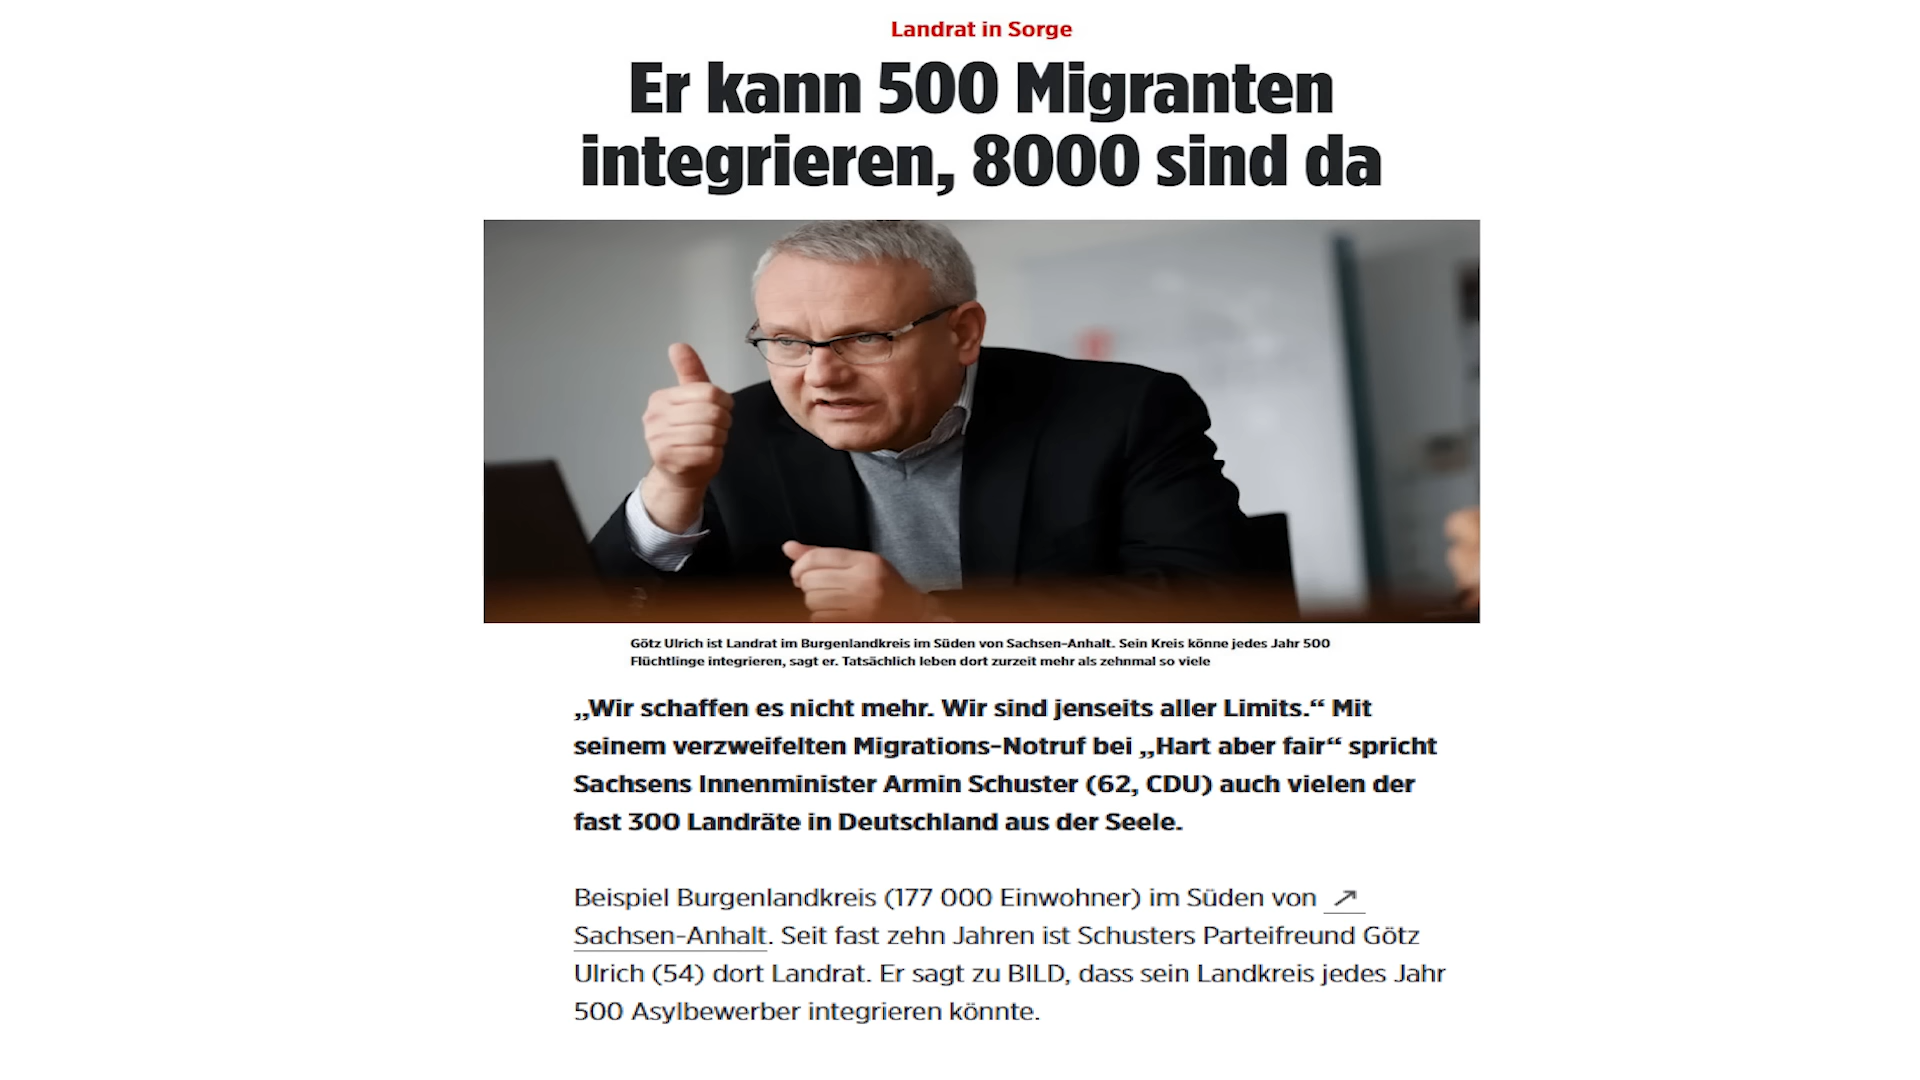 Landrat in Sorge
Er kann 500 Migranten
integrieren, 8000 sind da
Götz Ulrich ist Landrat im Burgenlandkreis im Süden von Sachsen-Anhalt. Sein Kreis könne jedes Jahr 500
Flüchtlinge integrieren, sagt er. Tatsächlich leben dort zurzeit mehr als zehnmal so viele
„Wir schaffen es nicht mehr. Wir sind jenseits aller Limits.“ Mit
seinem verzweifelten Migrations-Notruf bei „Hart aber fair“ spricht
Sachsens Innenminister Armin Schuster (62, CDU) auch vielen der
fast 300 Landräte in Deutschland aus der Seele.
Beispiel Burgenlandkreis (177 000 Einwohner) im Süden von ↗
Sachsen-Anhalt. Seit fast zehn Jahren ist Schusters Parteifreund Götz
Ulrich (54) dort Landrat. Er sagt zu BILD, dass sein Landkreis jedes Jahr
500 Asylbewerber integrieren könnte.